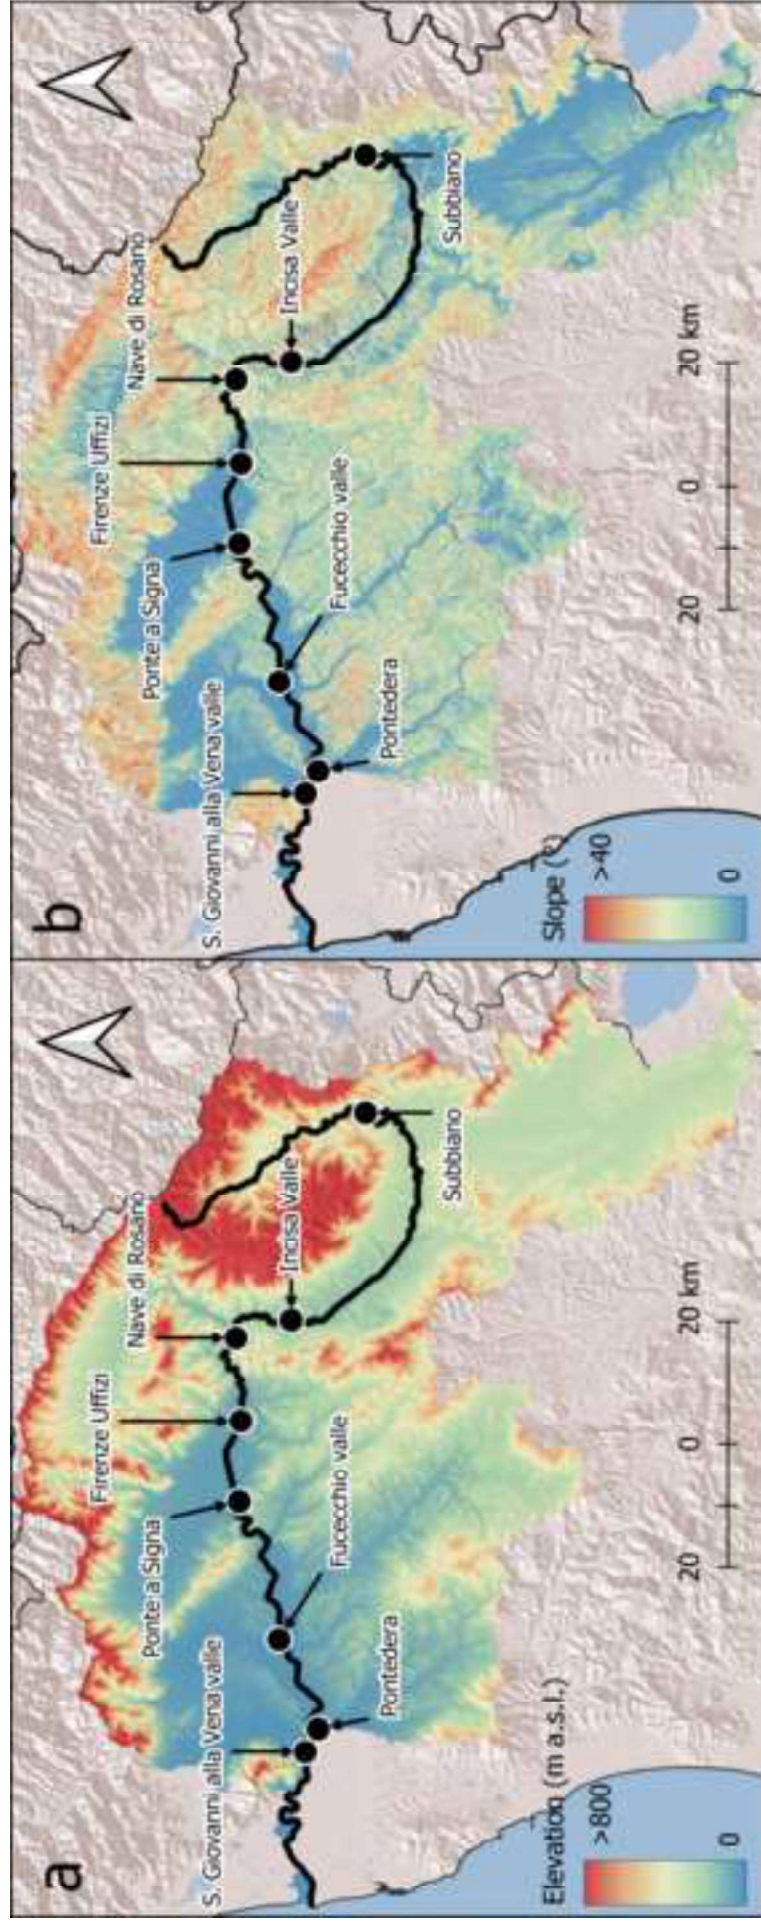 a
Nave di Rosano
Firenze Uffizi
Ponte a Signa
S. Giovanni alla Vena valle
Incisa Valle
Fucecchio valle
Pontedera
Subbiano
Elevation (m a.s.l.)
>800
0
20
0
20 km
b
Nave di Rosano
Firenze Uffizi
Ponte a Signa
S. Giovanni alla Vena valle
Incisa Valle
Fucecchio valle
Pontedera
Subbiano
Slope (°)
>40
0
20
0
20 km